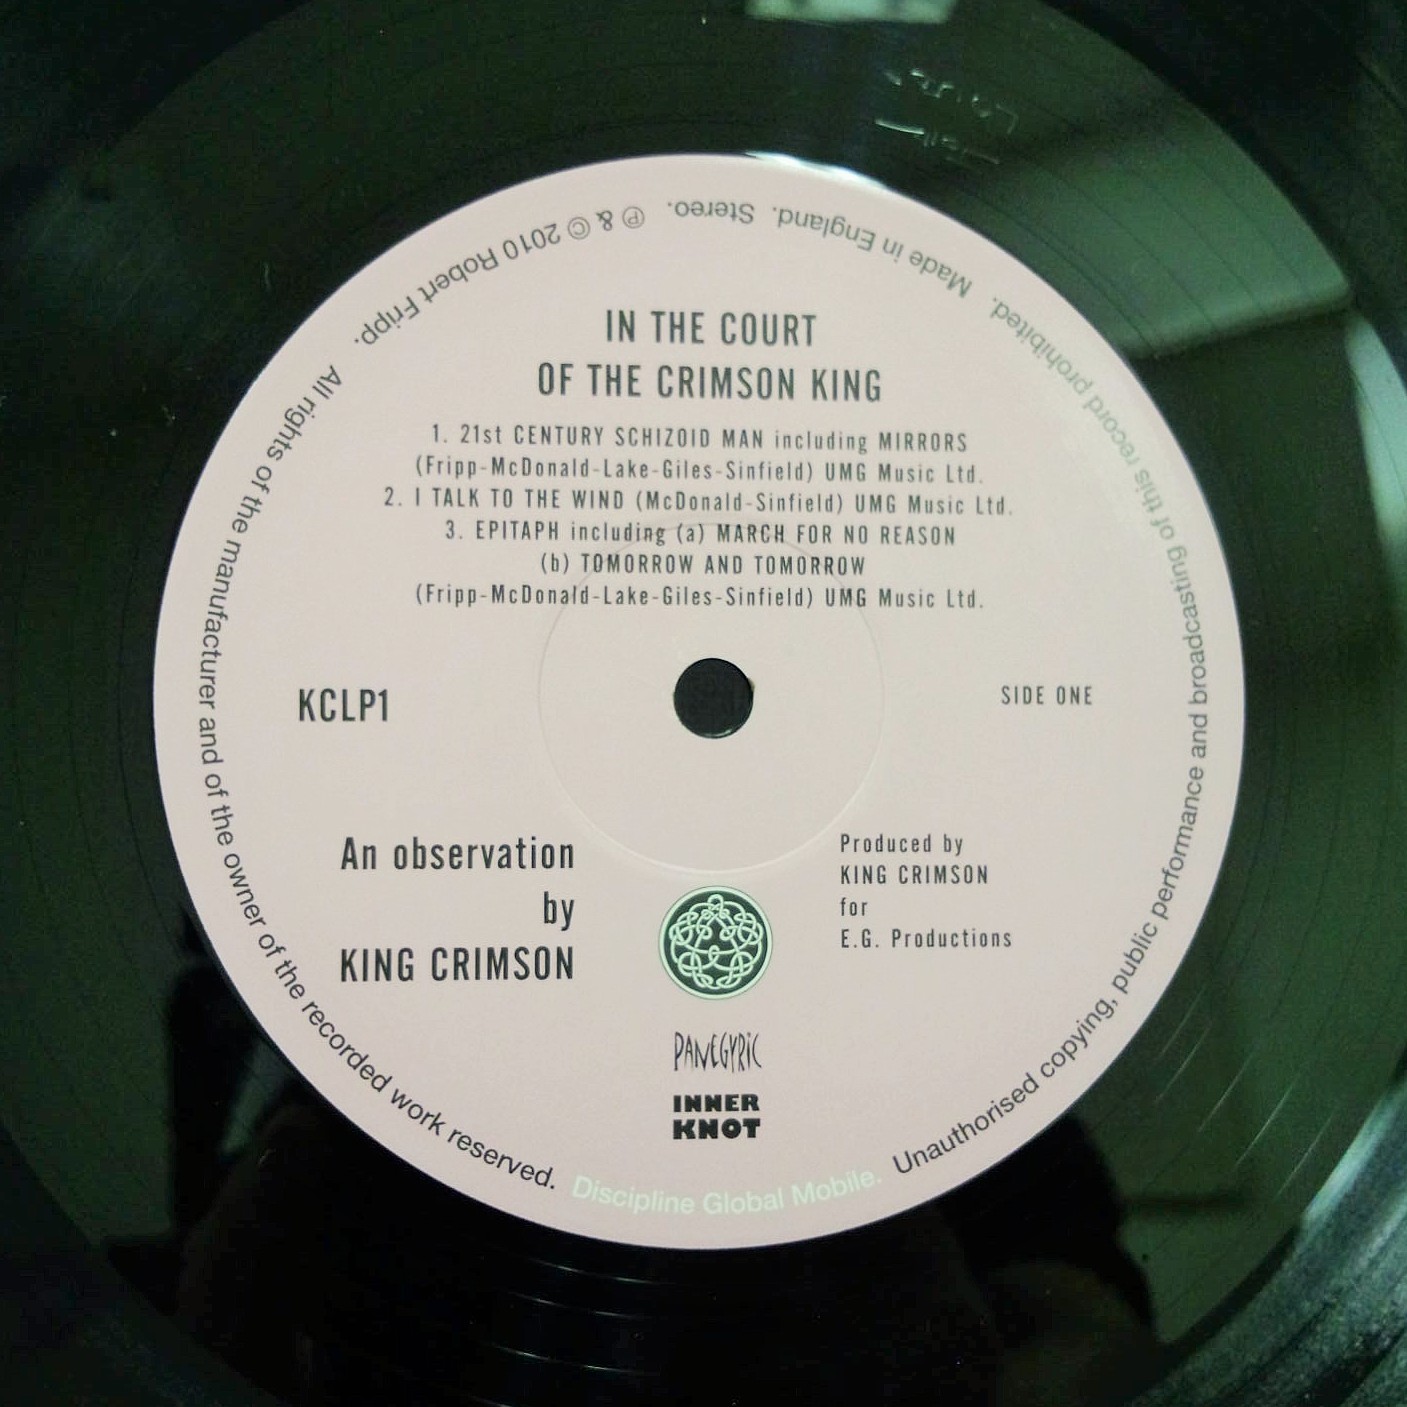 IN THE COURT
OF THE CRIMSON KING
1. 21st CENTURY SCHIZOID MAN including MIRRORS
(Fripp-McDonald-Lake-Giles-Sinfield) UMG Music Ltd.
2. I TALK TO THE WIND (McDonald-Sinfield) UMG Music Ltd.
3. EPITAPH including (a) MARCH FOR NO REASON
(b) TOMORROW AND TOMORROW
(Fripp-McDonald-Lake-Giles-Sinfield) UMG Music Ltd.
KCLP1
SIDE ONE
An observation
by
KING CRIMSON
Produced by
KING CRIMSON
for
E.G. Productions
PANEGYRIC
INNER
KNOT
℗ & © 2010 Robert Fripp. All rights of the manufacturer and of the owner of the recorded work reserved. Discipline Global Mobile. Unauthorised copying, public performance and broadcasting of this record prohibited. Made in England. Stereo.